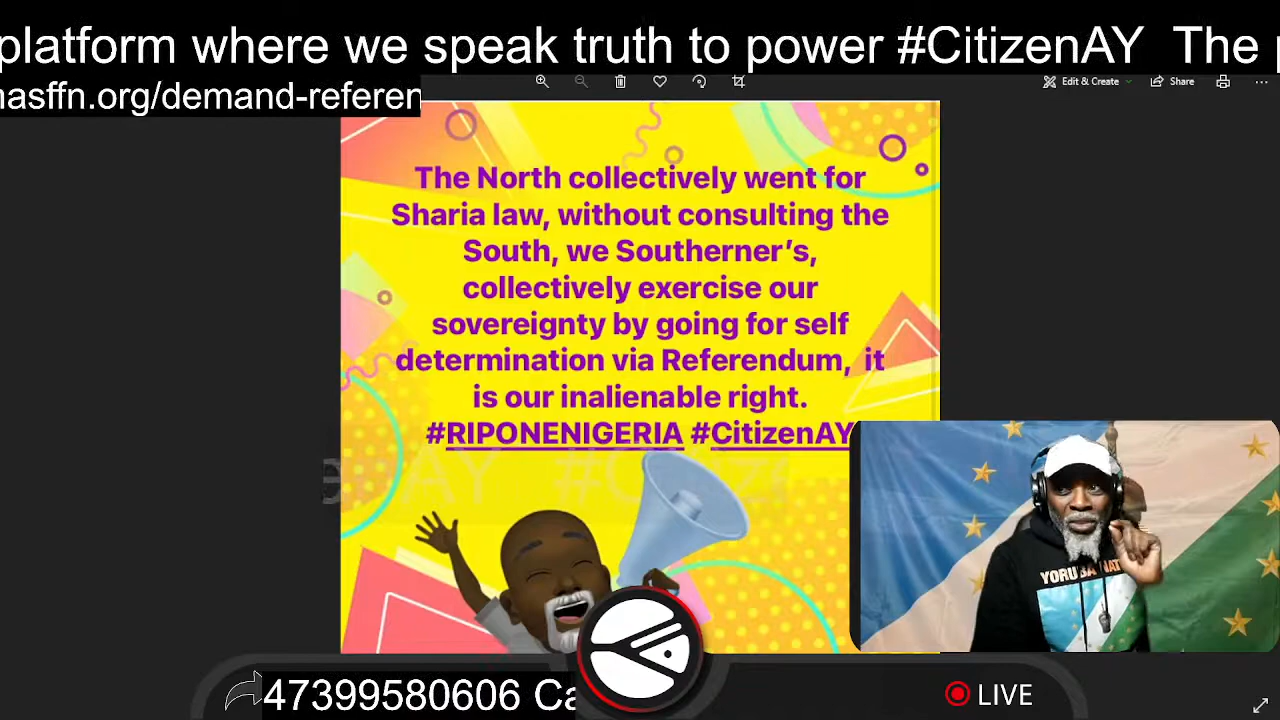 platform where we speak truth to power #CitizenAY The
nasffn.org/demand-referen
Edit & Create
Share
The North collectively went for
Sharia law, without consulting the
South, we Southerner's,
collectively exercise our
sovereignty by going for self
determination via Referendum, it
is our inalienable right.
#RIPONENIGERIA #CitizenAY
YORUBA NAT
47399580606 Ca
LIVE